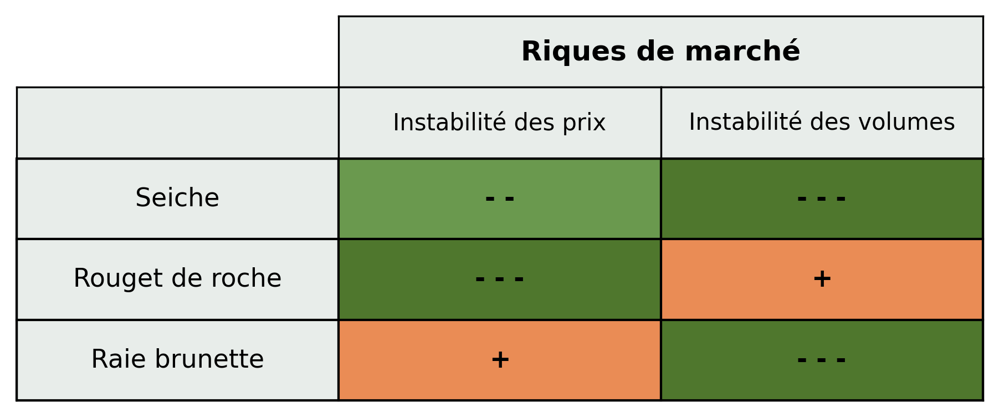 Riques de marché
Instabilité des prix Instabilité des volumes
Seiche - - - - -
Rouget de roche - - - +
Raie brunette + - - -